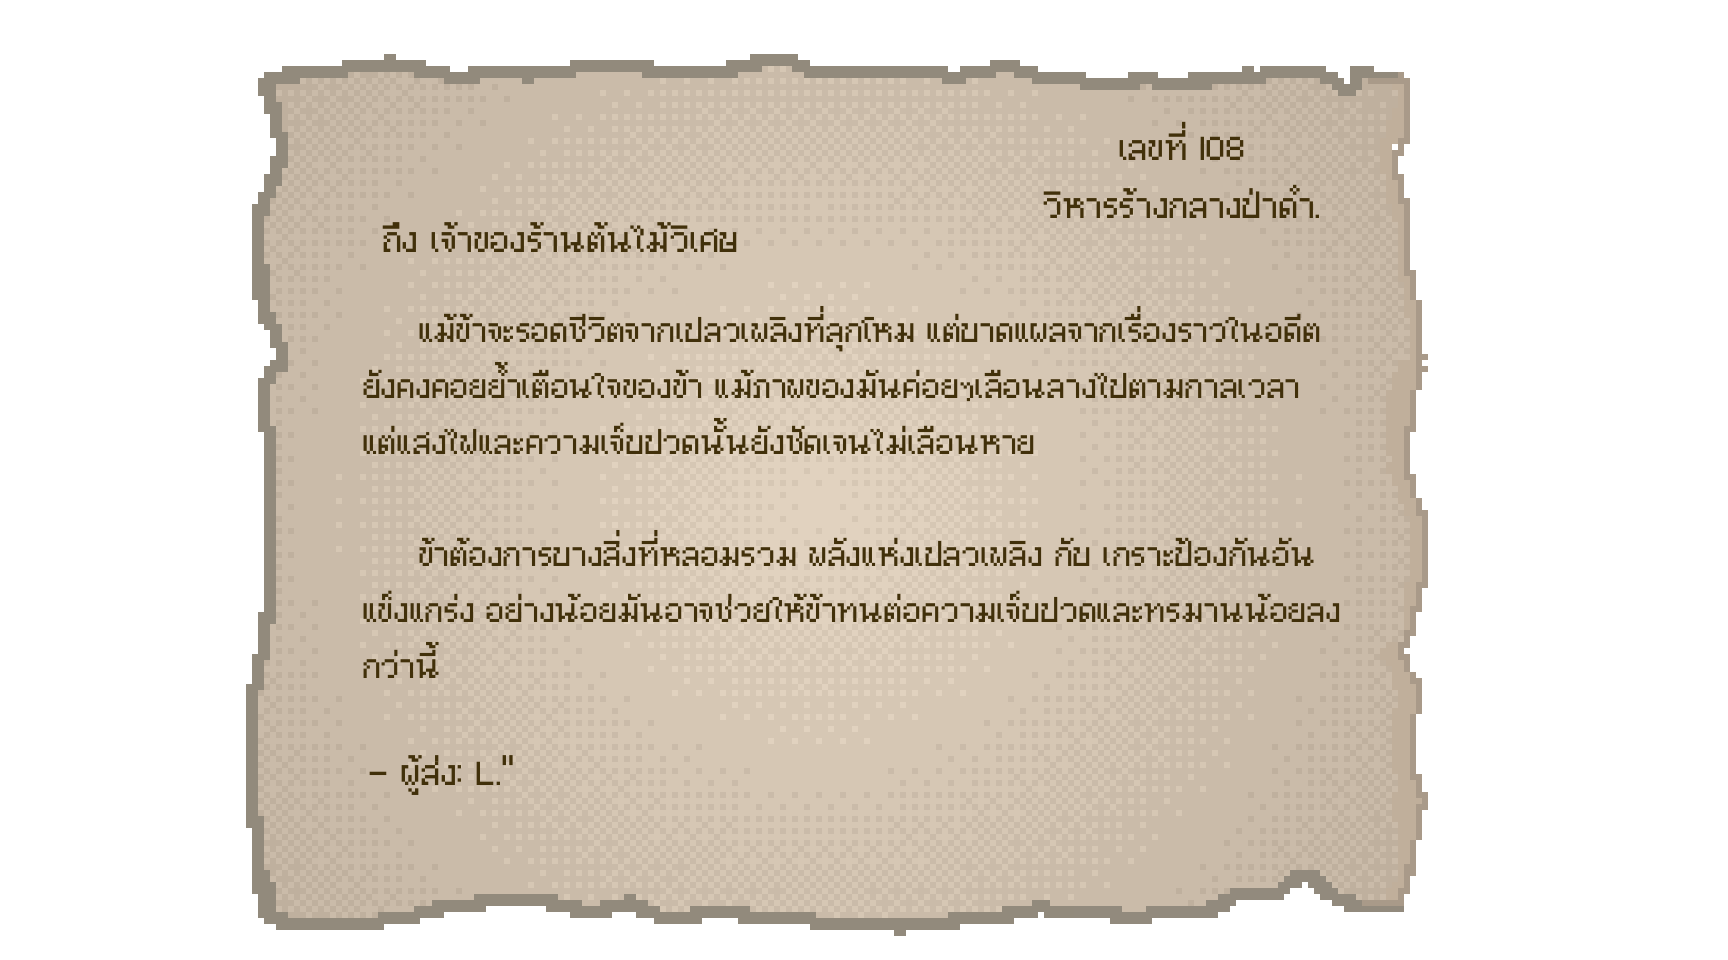 เลขที่ 108
วิหารร้างกลางป่าดำ.
ถึง เจ้าของร้านต้นไม้วิเศษ
แม้ข้าจะรอดชีวิตจากเปลวเพลิงที่ลุกโหม แต่บาดแผลจากเรื่องราวในอดีต
ยังคงคอยย้ำเตือนใจของข้า แม้ภาพของมันค่อยๆเลือนลางไปตามกาลเวลา
แต่แสงไฟและความเจ็บปวดนั้นยังชัดเจนไม่เลือนหาย
ข้าต้องการบางสิ่งที่หลอมรวม พลังแห่งเปลวเพลิง กับ เกราะป้องกันอัน
แข็งแกร่ง อย่างน้อยมันอาจช่วยให้ข้าทนต่อความเจ็บปวดและทรมานน้อยลง
กว่านี้
- ผู้ส่ง: L."